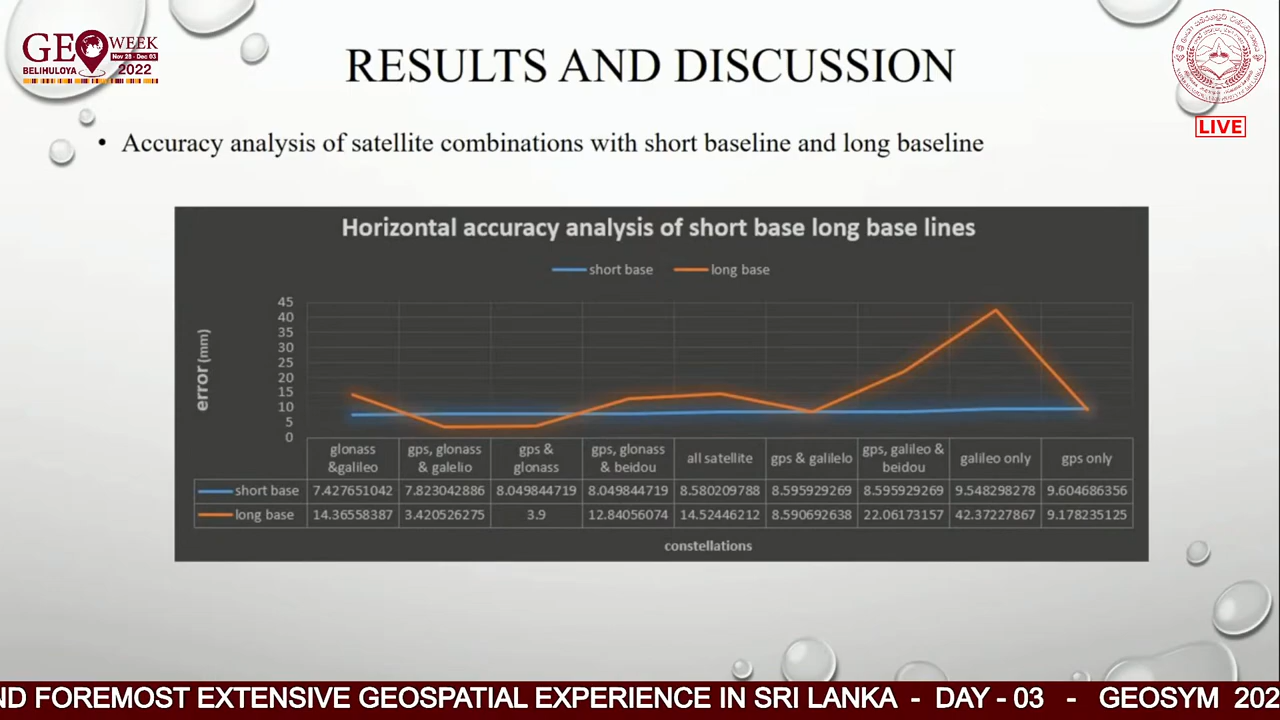 GEO WEEK
Nov 28 - Dec 03
BELIHULOYA 2022
LIVE
RESULTS AND DISCUSSION
• Accuracy analysis of satellite combinations with short baseline and long baseline
Horizontal accuracy analysis of short base long base lines
short base long base
error (mm)
45
40
35
30
25
20
15
10
5
0
glonass &galileo
gps, glonass & galelio
gps & glonass
gps, glonass & beidou
all satellite
gps & galilelo
gps, galileo & beidou
galileo only
gps only
short base 7.427651042 7.823042886 8.049844719 8.049844719 8.580209788 8.595929269 8.595929269 9.548298278 9.604686356
long base 14.36558387 3.420526275 3.9 12.84056074 14.52446212 8.590692638 22.06173157 42.37227867 9.178235125
constellations
ND FOREMOST EXTENSIVE GEOSPATIAL EXPERIENCE IN SRI LANKA - DAY - 03 - GEOSYM 202